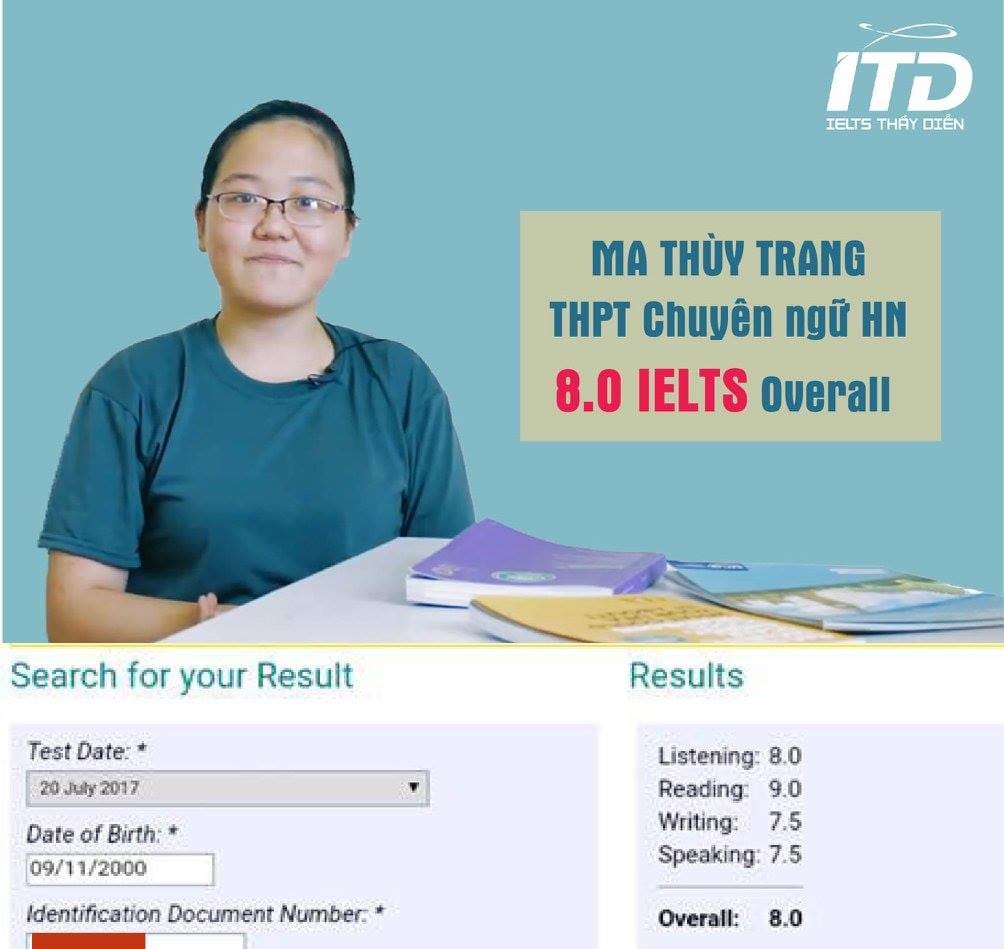 ITD
IELTS THẦY DIỄN
MA THÙY TRANG
THPT Chuyên ngữ HN
8.0 IELTS Overall
Search for your Result
Test Date: *
20 July 2017
Date of Birth: *
09/11/2000
Identification Document Number: *
Results
Listening: 8.0
Reading: 9.0
Writing: 7.5
Speaking: 7.5
Overall: 8.0